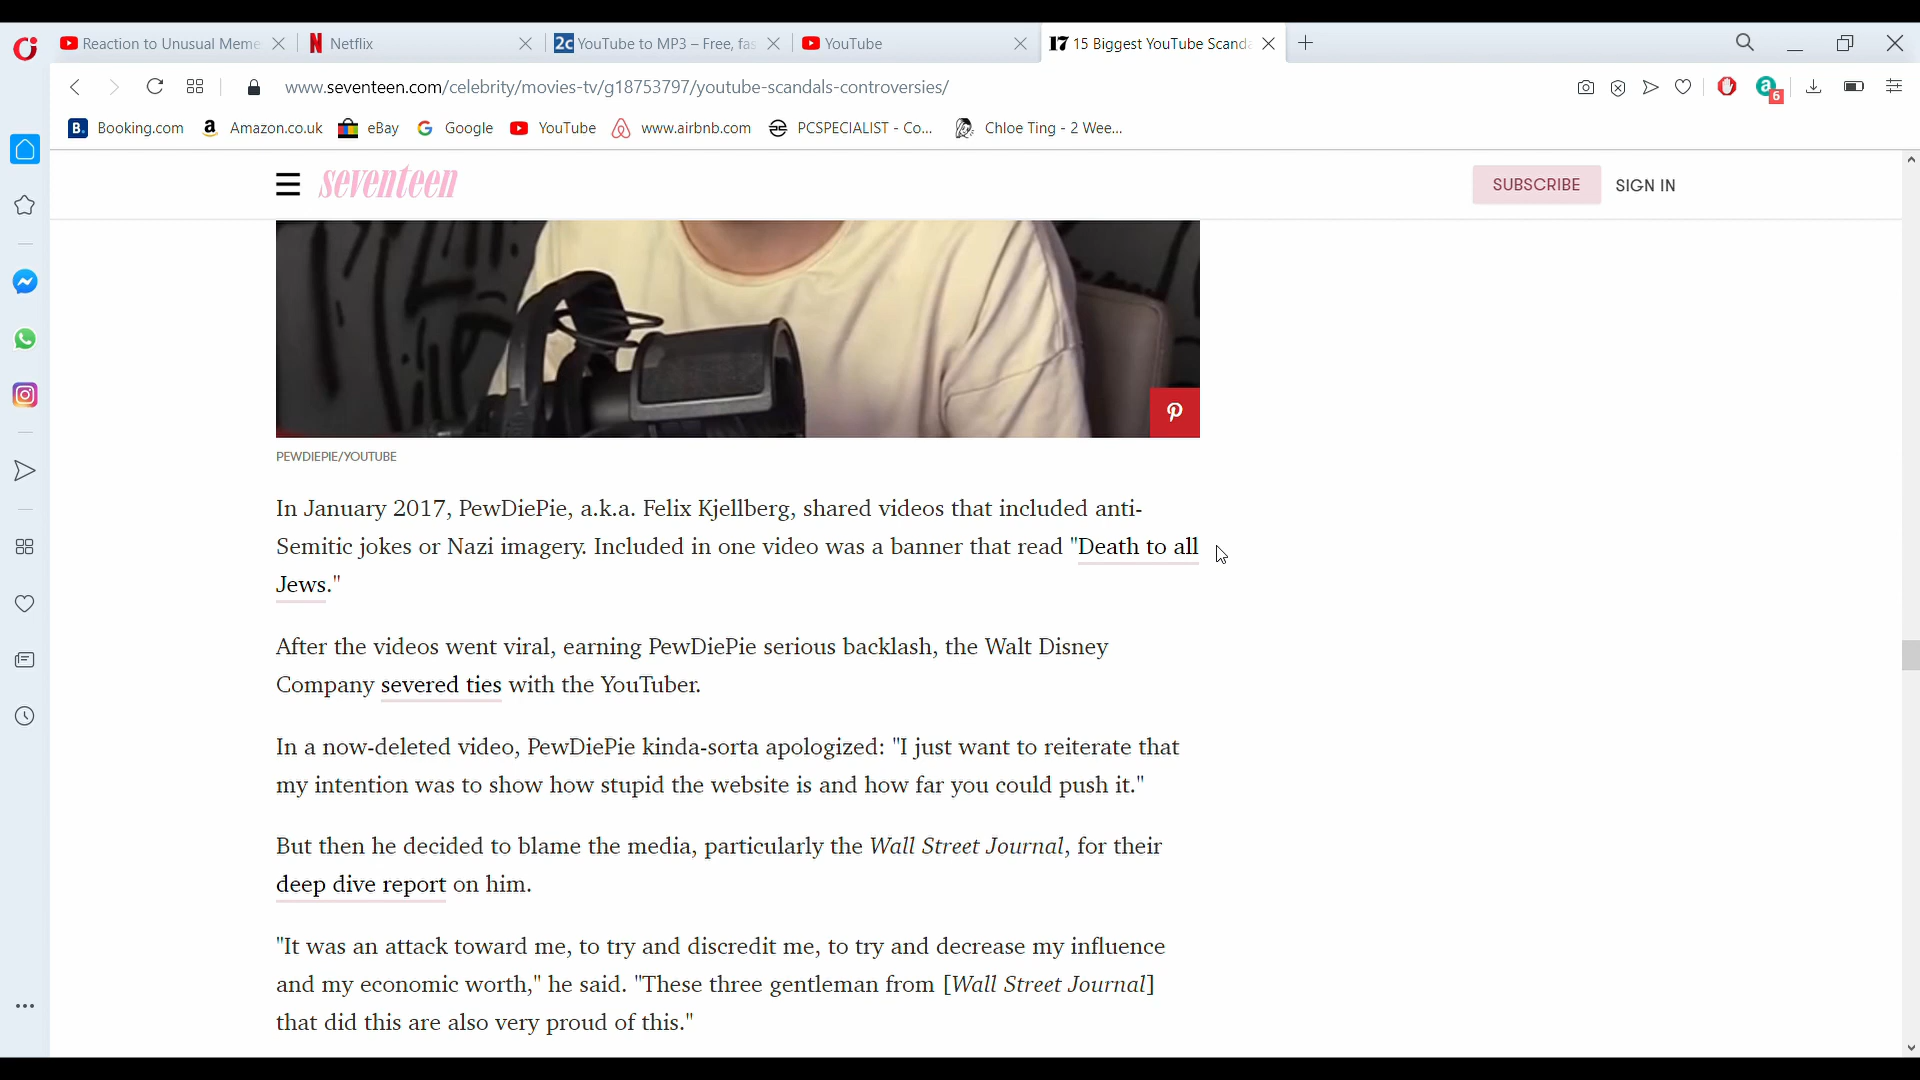 Reaction to Unusual Meme
Netflix
2c YouTube to MP3 – Free, fas
YouTube
17 15 Biggest YouTube Scanda
www.seventeen.com/celebrity/movies-tv/g18753797/youtube-scandals-controversies/
a 6
B. Booking.com
a Amazon.co.uk
eBay
G Google
YouTube
www.airbnb.com
PCSPECIALIST - Co...
Chloe Ting - 2 Wee...
seventeen
SUBSCRIBE
SIGN IN
PEWDIEPIE/YOUTUBE
In January 2017, PewDiePie, a.k.a. Felix Kjellberg, shared videos that included anti-
Semitic jokes or Nazi imagery. Included in one video was a banner that read "Death to all
Jews."
After the videos went viral, earning PewDiePie serious backlash, the Walt Disney
Company severed ties with the YouTuber.
In a now-deleted video, PewDiePie kinda-sorta apologized: "I just want to reiterate that
my intention was to show how stupid the website is and how far you could push it."
But then he decided to blame the media, particularly the Wall Street Journal, for their
deep dive report on him.
"It was an attack toward me, to try and discredit me, to try and decrease my influence
and my economic worth," he said. "These three gentleman from [Wall Street Journal]
that did this are also very proud of this."